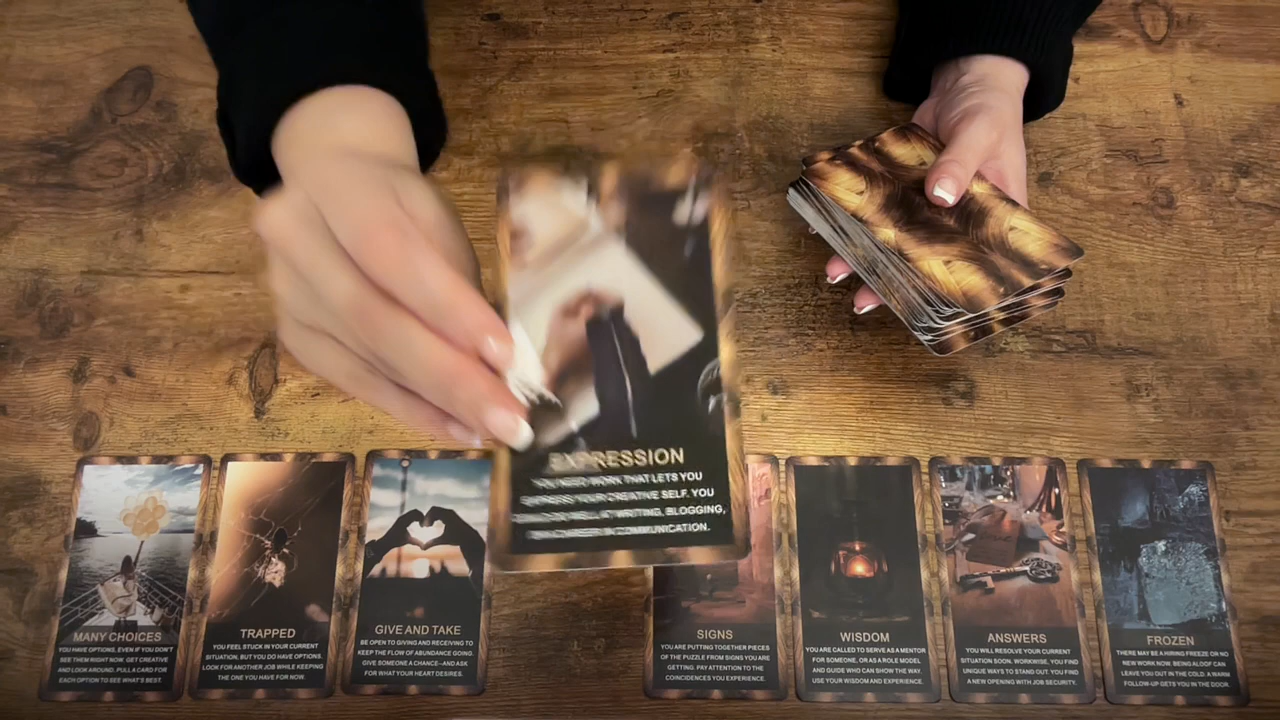 EXPRESSION
YOU NEED WORK THAT LETS YOU
EXPRESS YOUR CREATIVE SELF. YOU
WELL AT WRITING, BLOGGING,
COMMUNICATION.
MANY CHOICES
YOU HAVE OPTIONS, EVEN IF YOU DON'T
SEE THEM RIGHT NOW. GET CREATIVE
AND LOOK AROUND. PULL A CARD FOR
EACH OPTION TO SEE WHAT'S BEST.
TRAPPED
YOU FEEL STUCK IN YOUR CURRENT
SITUATION, BUT YOU DO HAVE OPTIONS.
LOOK FOR ANOTHER JOB WHILE KEEPING
THE ONE YOU HAVE FOR NOW.
GIVE AND TAKE
BE OPEN TO GIVING AND RECEIVING TO
KEEP THE FLOW OF ABUNDANCE GOING.
GIVE SOMEONE A CHANCE—AND ASK
FOR WHAT YOUR HEART DESIRES.
SIGNS
YOU ARE PUTTING TOGETHER PIECES
OF THE PUZZLE FROM SIGNS YOU ARE
GETTING. PAY ATTENTION TO THE
COINCIDENCES YOU EXPERIENCE.
WISDOM
YOU ARE CALLED TO SERVE AS A MENTOR
FOR SOMEONE, OR AS A ROLE MODEL
AND GUIDE WHO CAN SHOW THE WAY.
USE YOUR WISDOM AND EXPERIENCE.
ANSWERS
YOU WILL RESOLVE YOUR CURRENT
SITUATION SOON. WORKWISE, YOU FIND
UNIQUE WAYS TO STAND OUT. YOU FIND
A NEW OPENING WITH JOB SECURITY.
FROZEN
THERE MAY BE A HIRING FREEZE OR NO
NEW WORK NOW. BEING ALOOF CAN
LEAVE YOU OUT IN THE COLD. A WARM
FOLLOW-UP GETS YOU IN THE DOOR.